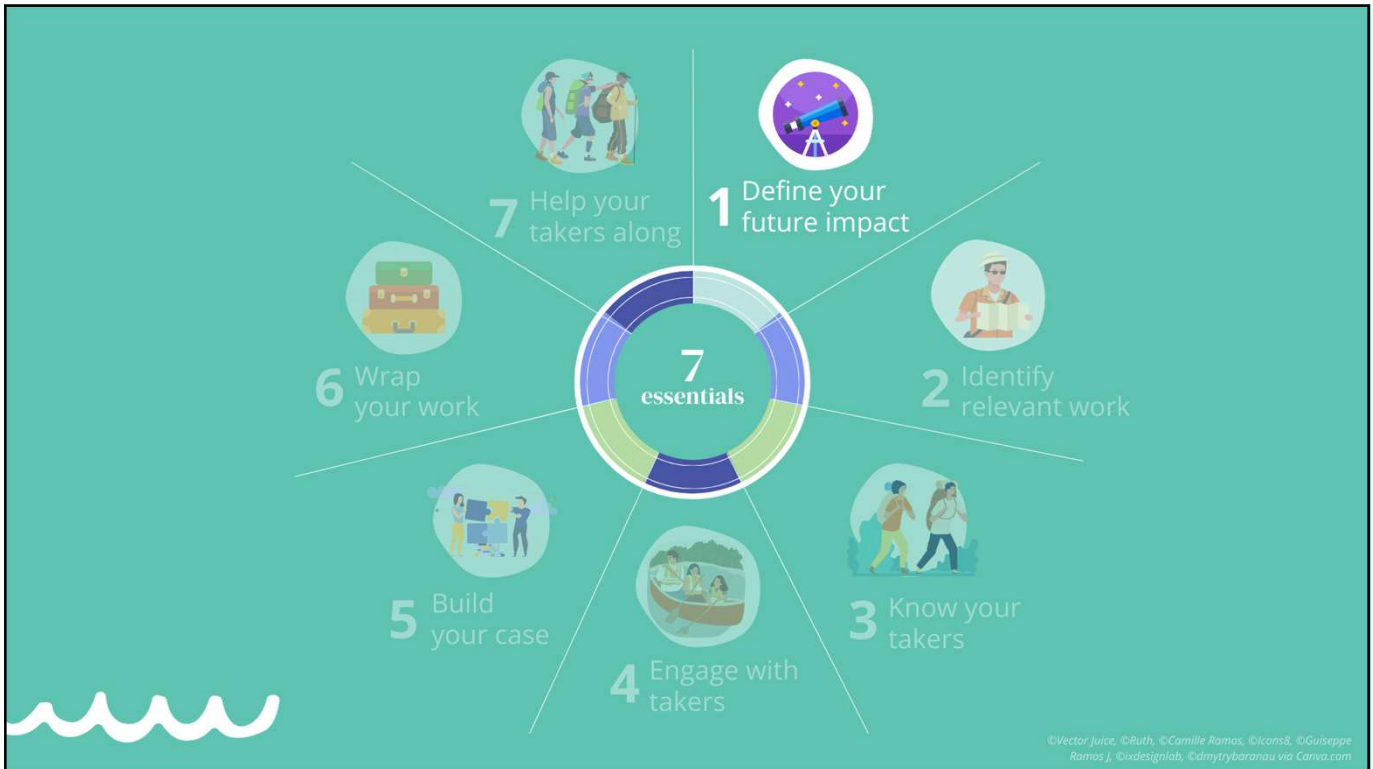 1 Define your
future impact
2 Identify
relevant work
3 Know your
takers
4 Engage with
takers
5 Build
your case
6 Wrap
your work
7 Help your
takers along
7
essentials
©Vector Juice, ©Ruth, ©Camille Ramos, ©Icons8, ©Guiseppe
Ramos J, ©ixdesignlab, ©dmytrybaranau via Canva.com